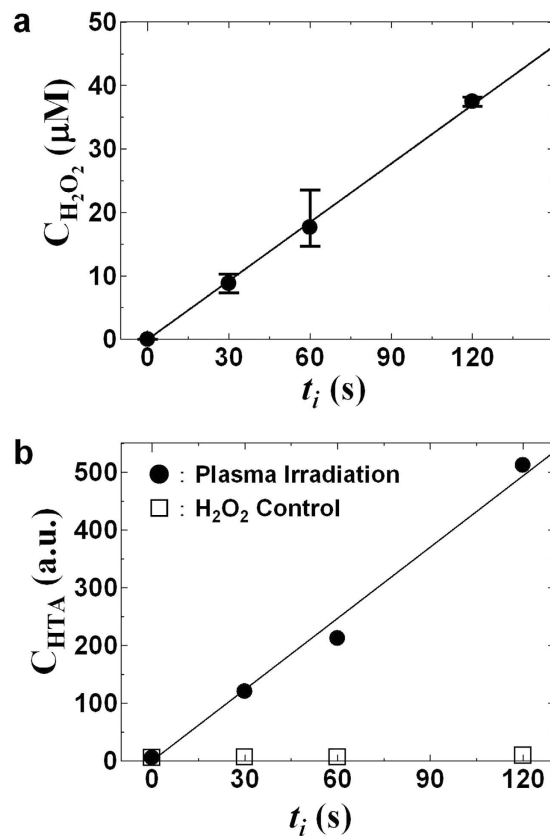 a
50
40
30
20
10
0
C_H₂O₂ (μM)
0 30 60 90 120
t_i (s)
b
500
400
300
200
100
0
C_HTA (a.u.)
● : Plasma Irradiation
□ : H₂O₂ Control
0 30 60 90 120
t_i (s)